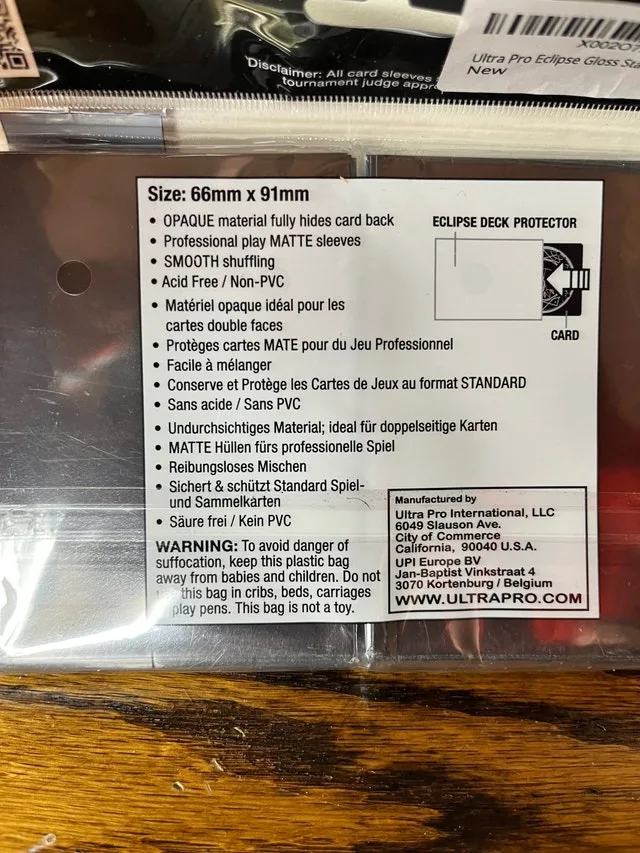 X00207
Ultra Pro Eclipse Gloss Sta
New
Disclaimer: All card sleeves
tournament judge appr
Size: 66mm x 91mm
• OPAQUE material fully hides card back
• Professional play MATTE sleeves
• SMOOTH shuffling
• Acid Free / Non-PVC
• Matériel opaque idéal pour les
cartes double faces
• Protèges cartes MATE pour du Jeu Professionnel
• Facile à mélanger
• Conserve et Protège les Cartes de Jeux au format STANDARD
• Sans acide / Sans PVC
• Undurchsichtiges Material; ideal für doppelseitige Karten
• MATTE Hüllen fürs professionelle Spiel
• Reibungsloses Mischen
• Sichert & schützt Standard Spiel-
und Sammelkarten
• Säure frei / Kein PVC
WARNING: To avoid danger of
suffocation, keep this plastic bag
away from babies and children. Do not
this bag in cribs, beds, carriages
play pens. This bag is not a toy.
ECLIPSE DECK PROTECTOR
CARD
Manufactured by
Ultra Pro International, LLC
6049 Slauson Ave.
City of Commerce
California, 90040 U.S.A.
UPI Europe BV
Jan-Baptist Vinkstraat 4
3070 Kortenburg / Belgium
WWW.ULTRAPRO.COM